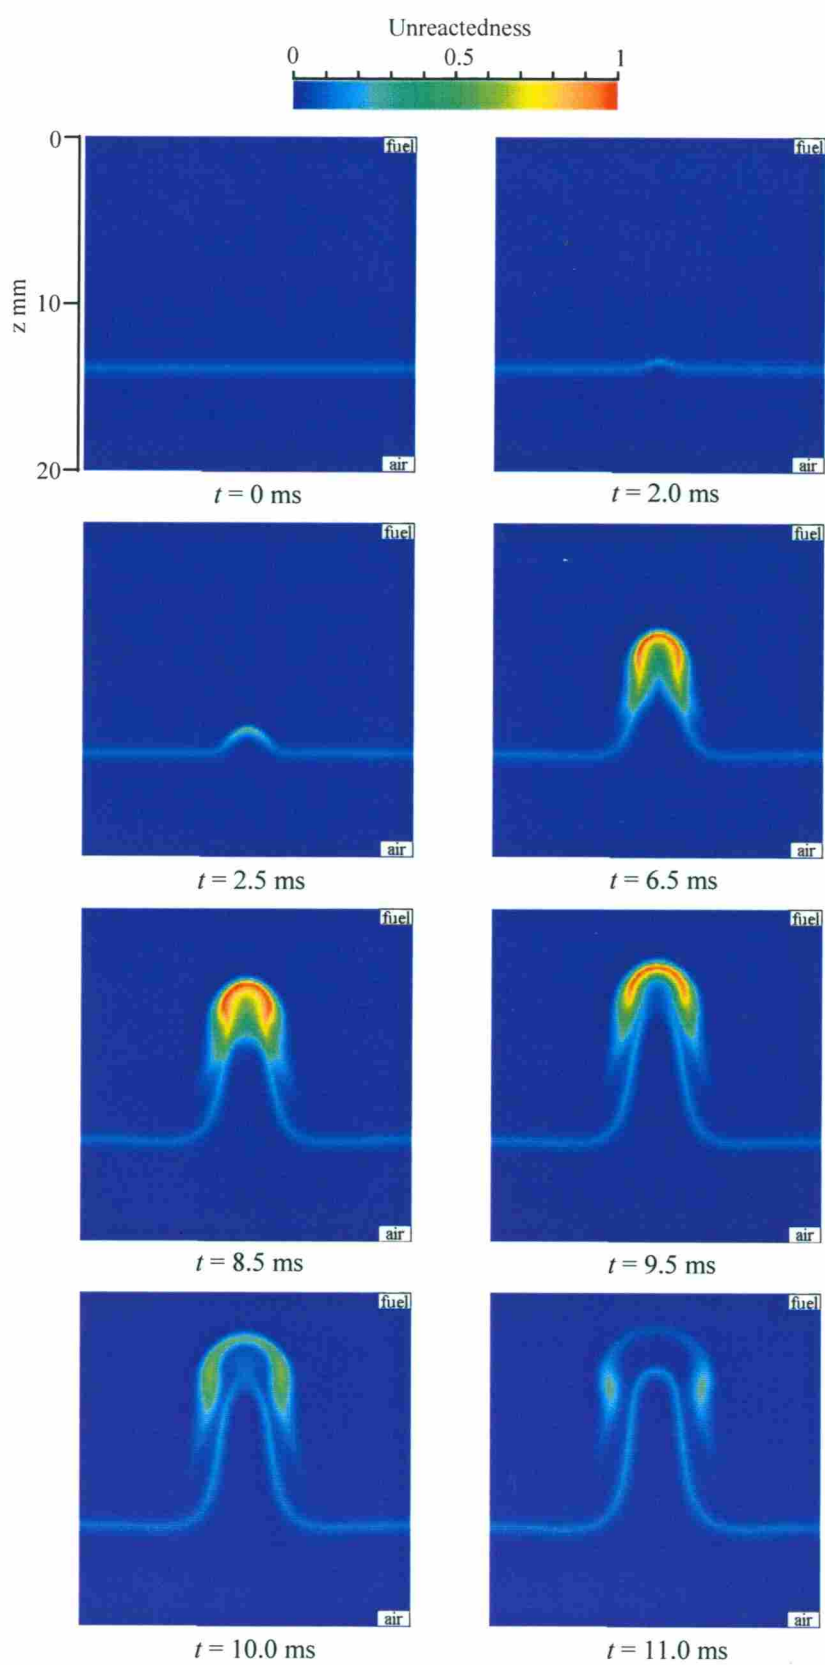 Unreactedness
0 0.5 1
0 fuel fuel
z mm 10
20 air air
t = 0 ms t = 2.0 ms
fuel fuel
air air
t = 2.5 ms t = 6.5 ms
fuel fuel
air air
t = 8.5 ms t = 9.5 ms
fuel fuel
air air
t = 10.0 ms t = 11.0 ms